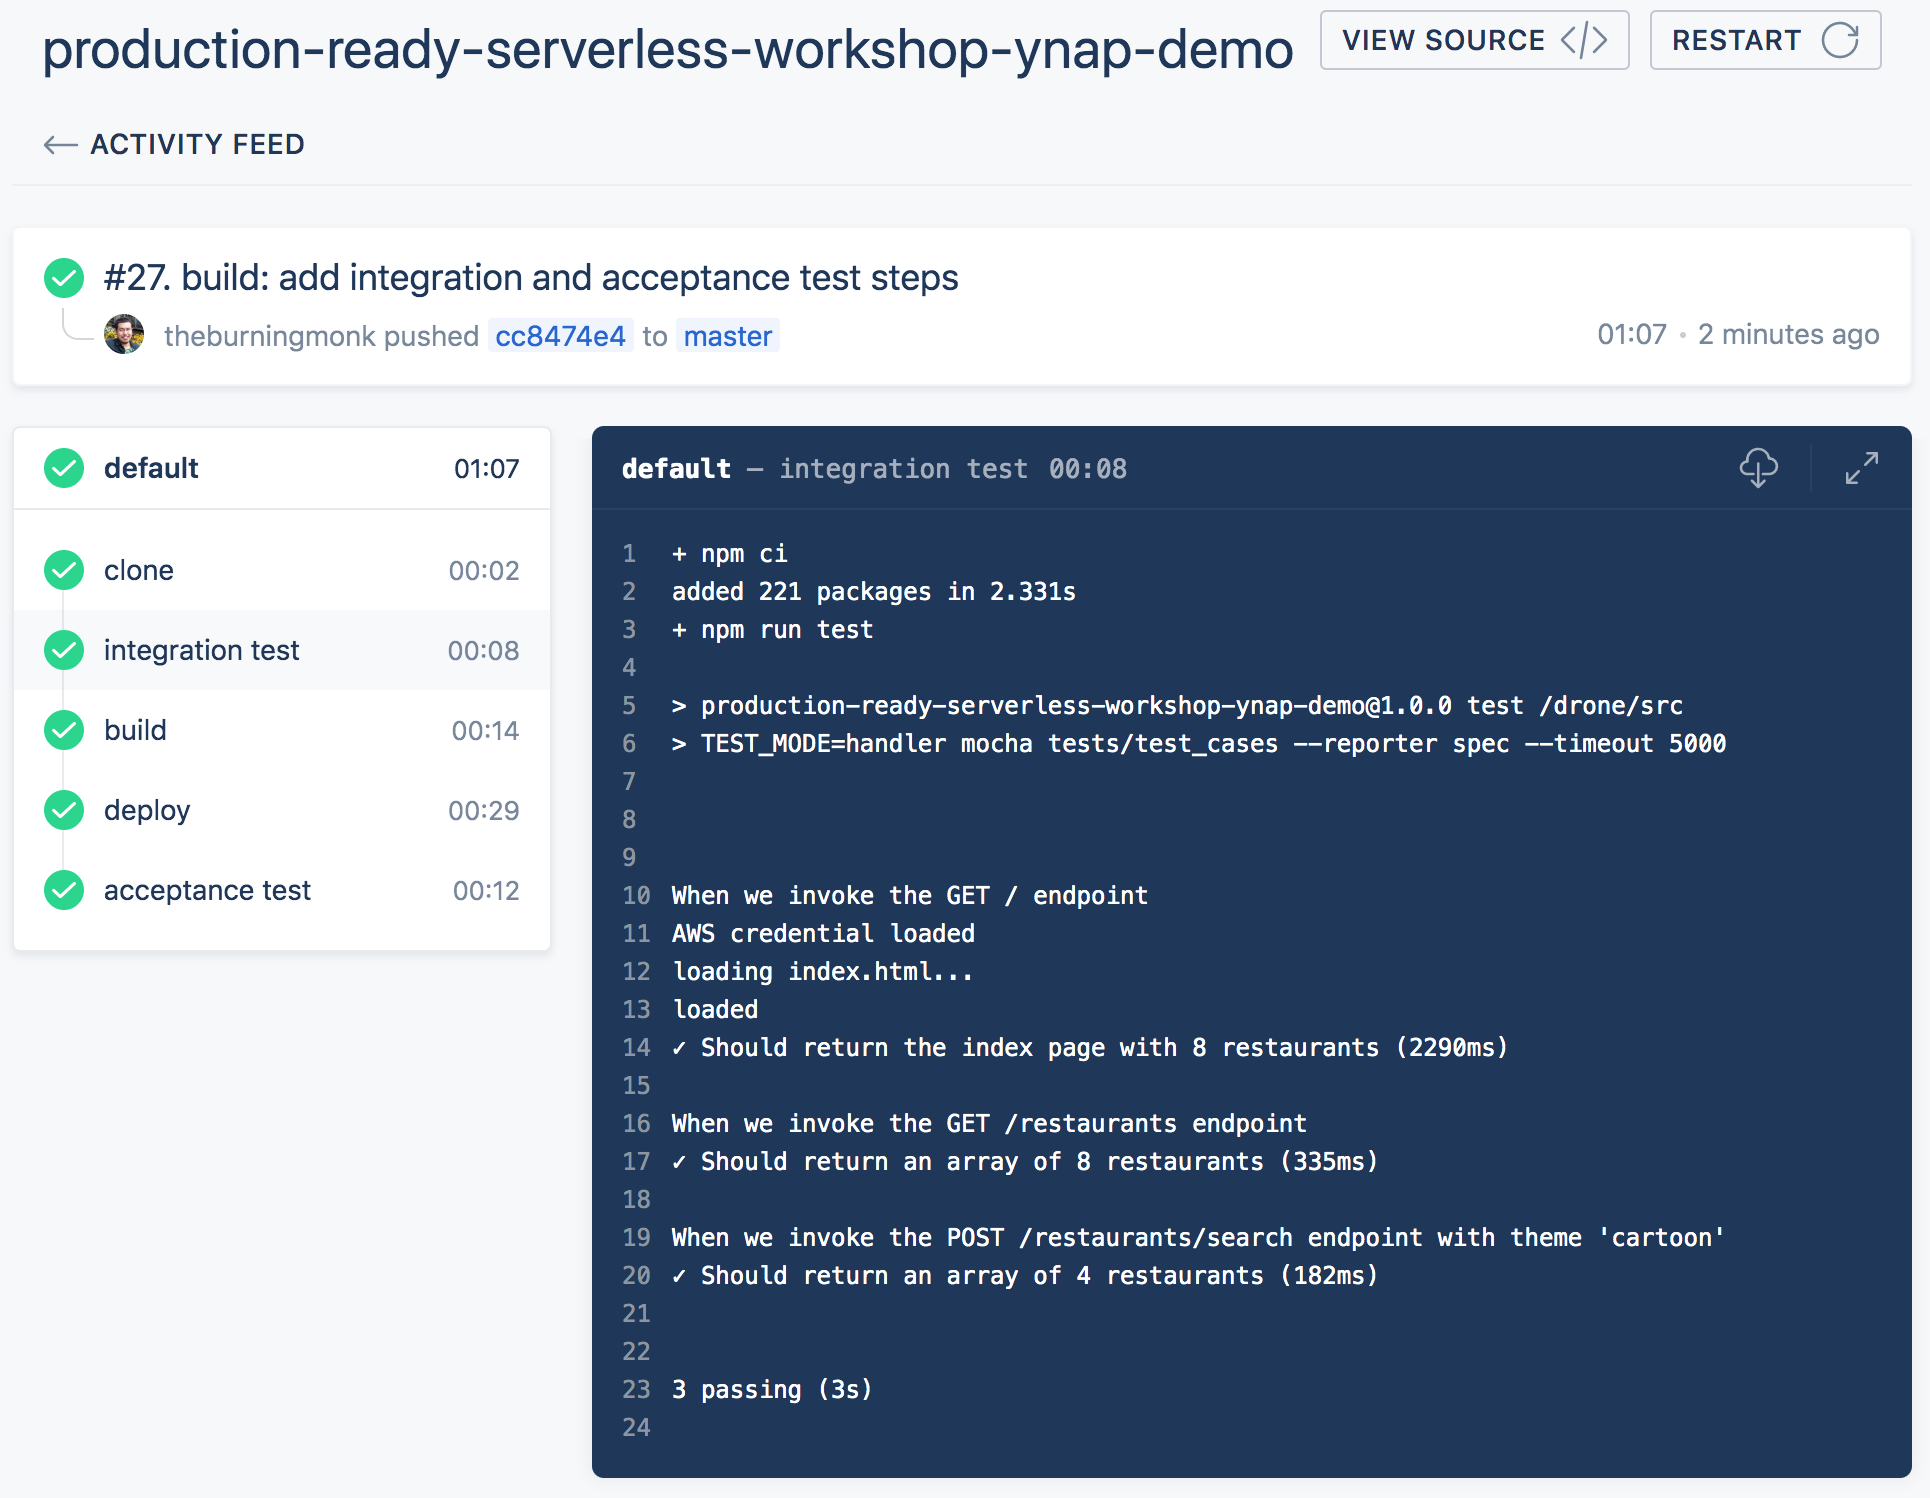 production-ready-serverless-workshop-ynap-demo
VIEW SOURCE </>
RESTART
← ACTIVITY FEED
#27. build: add integration and acceptance test steps
theburningmonk pushed cc8474e4 to master
01:07 • 2 minutes ago
default 01:07
clone 00:02
integration test 00:08
build 00:14
deploy 00:29
acceptance test 00:12
default — integration test 00:08
1 + npm ci
2 added 221 packages in 2.331s
3 + npm run test
4
5 > production-ready-serverless-workshop-ynap-demo@1.0.0 test /drone/src
6 > TEST_MODE=handler mocha tests/test_cases --reporter spec --timeout 5000
7
8
9
10 When we invoke the GET / endpoint
11 AWS credential loaded
12 loading index.html...
13 loaded
14 ✓ Should return the index page with 8 restaurants (2290ms)
15
16 When we invoke the GET /restaurants endpoint
17 ✓ Should return an array of 8 restaurants (335ms)
18
19 When we invoke the POST /restaurants/search endpoint with theme 'cartoon'
20 ✓ Should return an array of 4 restaurants (182ms)
21
22
23 3 passing (3s)
24